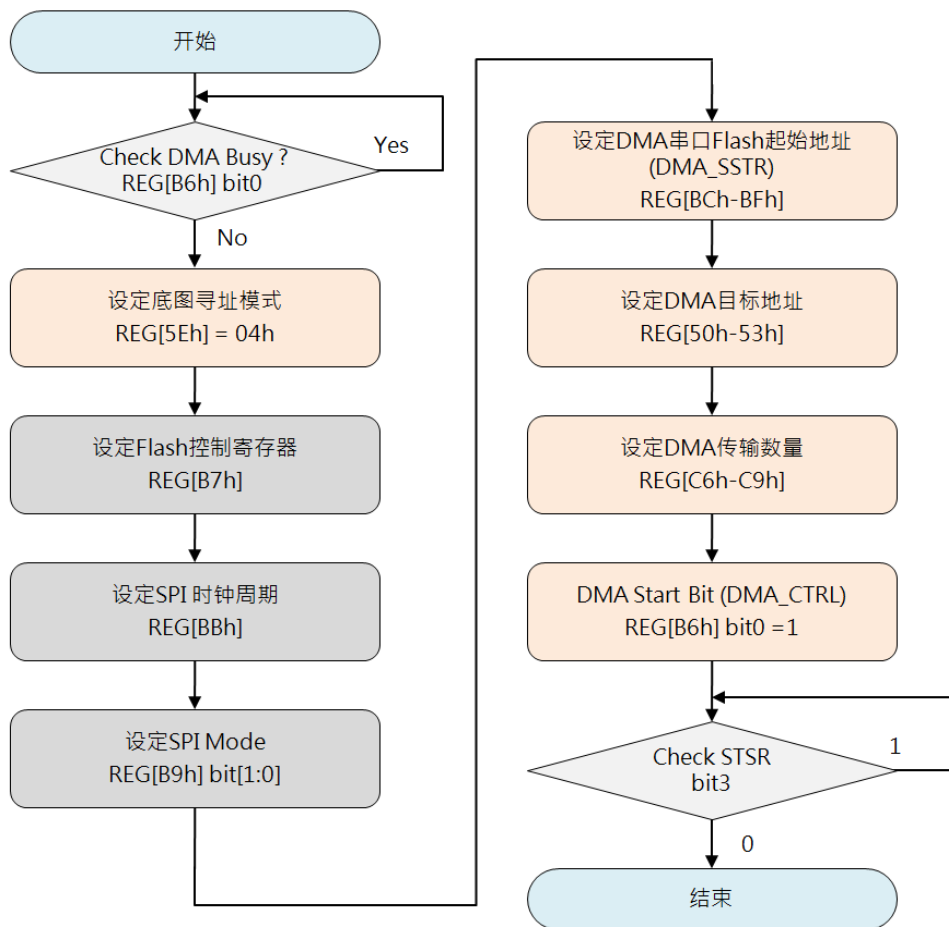 开始
Check DMA Busy ?
REG[B6h] bit0
Yes
No
设定底图寻址模式
REG[5Eh] = 04h
设定Flash控制寄存器
REG[B7h]
设定SPI 时钟周期
REG[BBh]
设定SPI Mode
REG[B9h] bit[1:0]
设定DMA串口Flash起始地址
(DMA_SSTR)
REG[BCh-BFh]
设定DMA目标地址
REG[50h-53h]
设定DMA传输数量
REG[C6h-C9h]
DMA Start Bit (DMA_CTRL)
REG[B6h] bit0 =1
Check STSR
bit3
1
0
结束